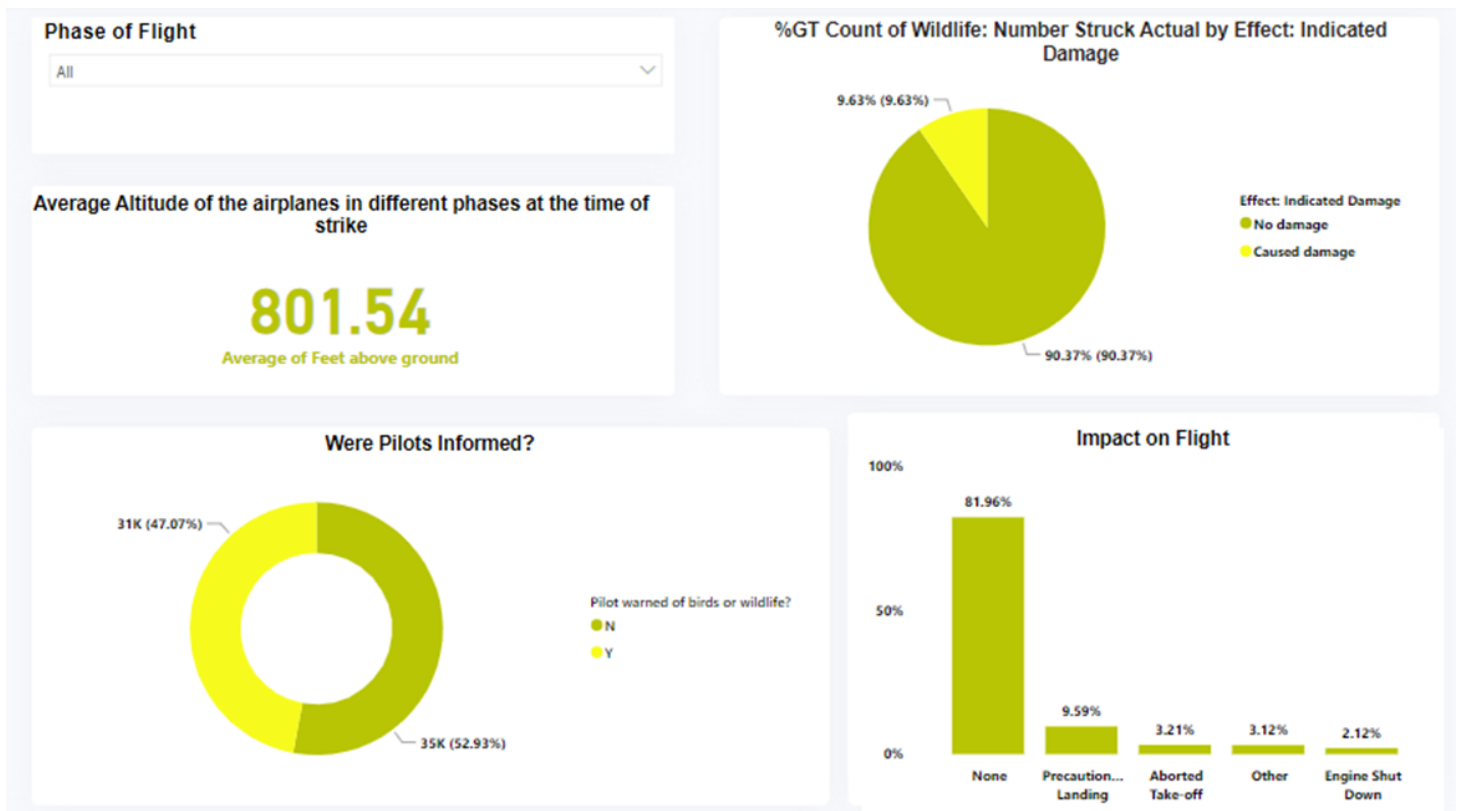 Phase of Flight
All
Average Altitude of the airplanes in different phases at the time of
strike
801.54
Average of Feet above ground
%GT Count of Wildlife: Number Struck Actual by Effect: Indicated
Damage
9.63% (9.63%)
90.37% (90.37%)
Effect: Indicated Damage
No damage
Caused damage
Were Pilots Informed?
31K (47.07%)
35K (52.93%)
Pilot warned of birds or wildlife?
N
Y
Impact on Flight
100%
50%
0%
81.96%
9.59%
3.21%
3.12%
2.12%
None
Precaution...
Landing
Aborted
Take-off
Other
Engine Shut
Down